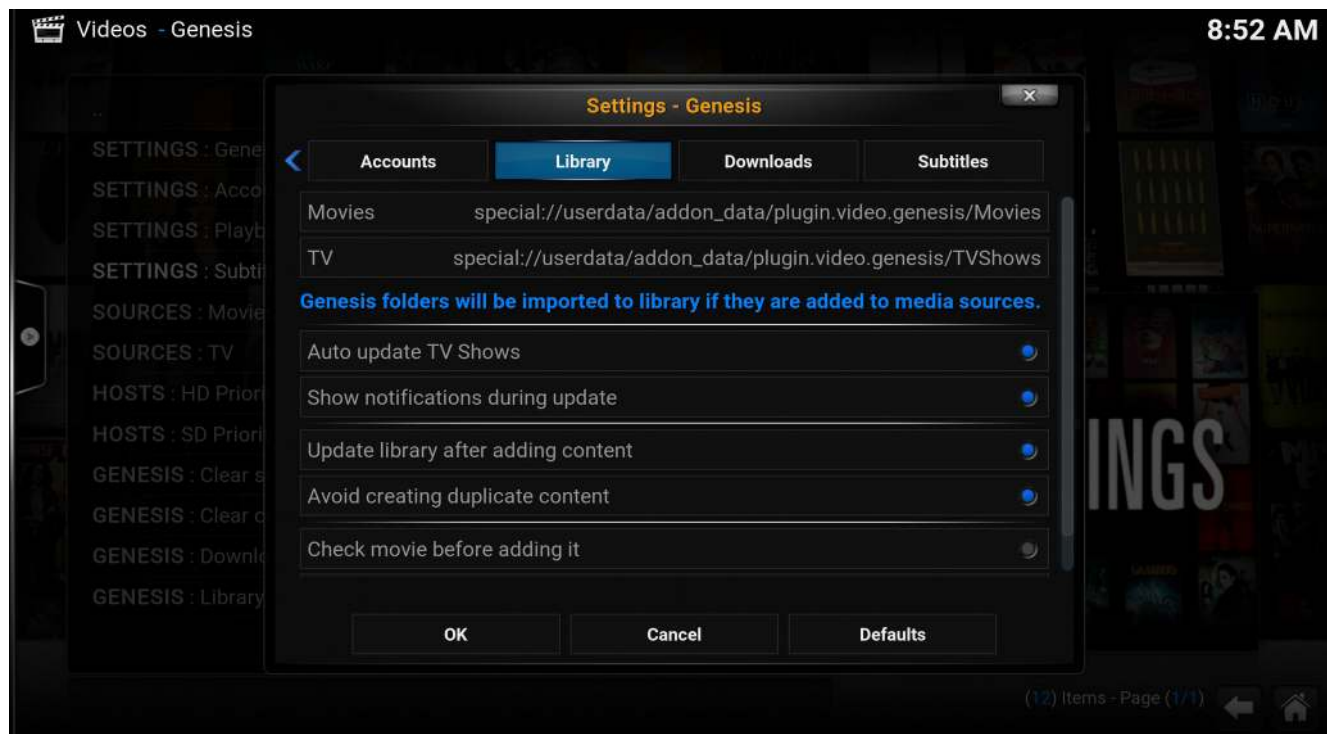 Videos - Genesis
8:52 AM
Settings - Genesis
Accounts
Library
Downloads
Subtitles
Movies special://userdata/addon_data/plugin.video.genesis/Movies
TV special://userdata/addon_data/plugin.video.genesis/TVShows
Genesis folders will be imported to library if they are added to media sources.
Auto update TV Shows
Show notifications during update
Update library after adding content
Avoid creating duplicate content
Check movie before adding it
OK
Cancel
Defaults
..
SETTINGS : Gene
SETTINGS : Acco
SETTINGS : Playb
SETTINGS : Subti
SOURCES : Movie
SOURCES : TV
HOSTS : HD Priori
HOSTS : SD Priori
GENESIS : Clear s
GENESIS : Clear c
GENESIS : Downlo
GENESIS : Library
INGS
(12) Items - Page (1/1)